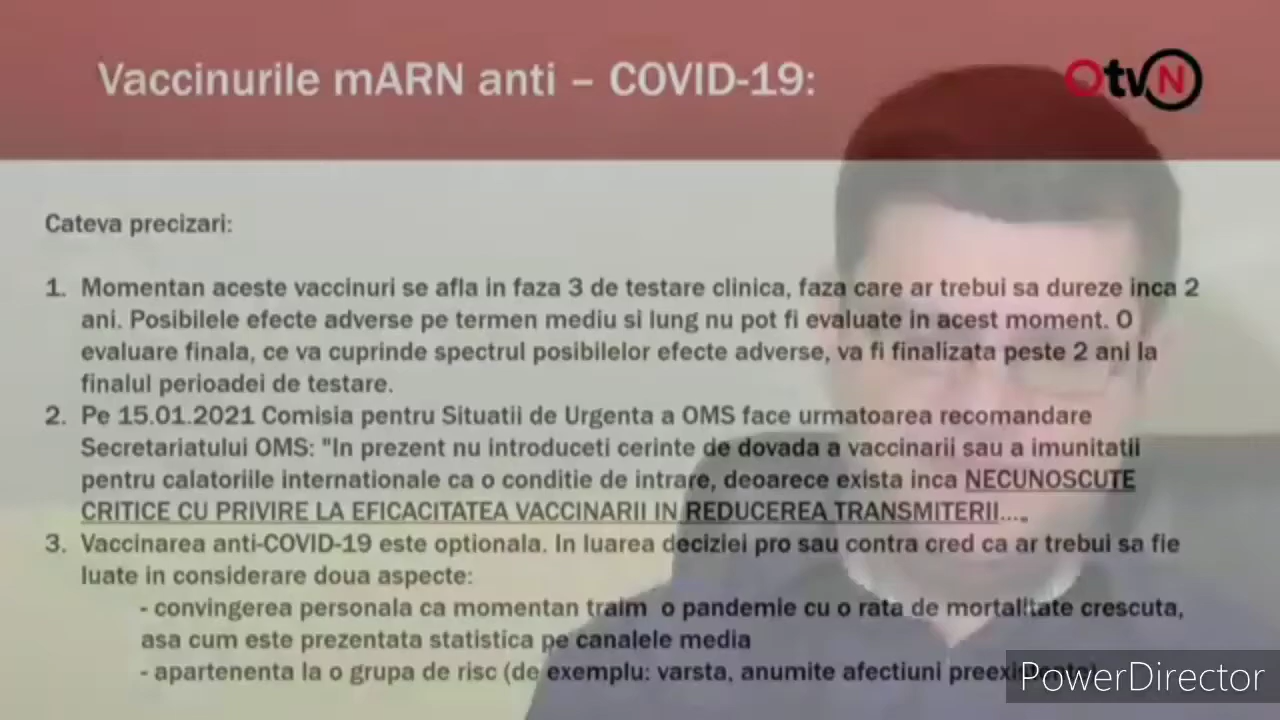 Vaccinurile mARN anti – COVID-19:
OtvN
Cateva precizari:
1. Momentan aceste vaccinuri se afla in faza 3 de testare clinica, faza care ar trebui sa dureze inca 2
ani. Posibilele efecte adverse pe termen mediu si lung nu pot fi evaluate in acest moment. O
evaluare finala, ce va cuprinde spectrul posibilelor efecte adverse, va fi finalizata peste 2 ani la
finalul perioadei de testare.
2. Pe 15.01.2021 Comisia pentru Situatii de Urgenta a OMS face urmatoarea recomandare
Secretariatului OMS: "In prezent nu introduceti cerinte de dovada a vaccinarii sau a imunitatii
pentru calatoriile internationale ca o conditie de intrare, deoarece exista inca NECUNOSCUTE
CRITICE CU PRIVIRE LA EFICACITATEA VACCINARII IN REDUCEREA TRANSMITERII...„
3. Vaccinarea anti-COVID-19 este optionala. In luarea deciziei pro sau contra cred ca ar trebui sa fie
luate in considerare doua aspecte:
- convingerea personala ca momentan traim o pandemie cu o rata de mortalitate crescuta,
asa cum este prezentata statistica pe canalele media
- apartenenta la o grupa de risc (de exemplu: varsta, anumite afectiuni
PowerDirector